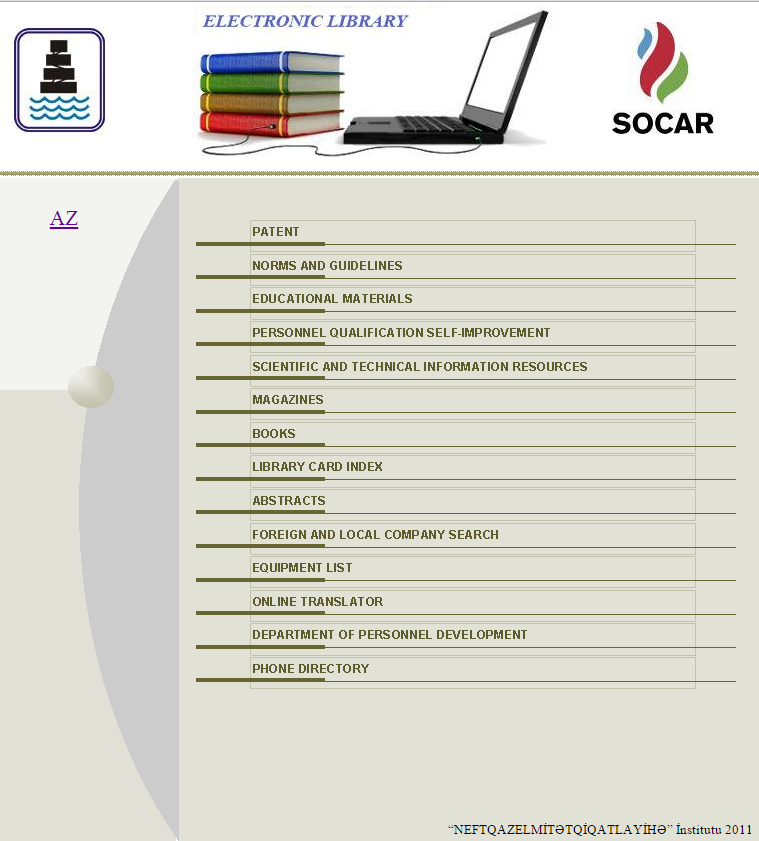 ELECTRONIC LIBRARY
SOCAR
AZ
PATENT
NORMS AND GUIDELINES
EDUCATIONAL MATERIALS
PERSONNEL QUALIFICATION SELF-IMPROVEMENT
SCIENTIFIC AND TECHNICAL INFORMATION RESOURCES
MAGAZINES
BOOKS
LIBRARY CARD INDEX
ABSTRACTS
FOREIGN AND LOCAL COMPANY SEARCH
EQUIPMENT LIST
ONLINE TRANSLATOR
DEPARTMENT OF PERSONNEL DEVELOPMENT
PHONE DIRECTORY
“NEFTQAZELMİTƏTQİQATLAYİHƏ” İnstitutu 2011